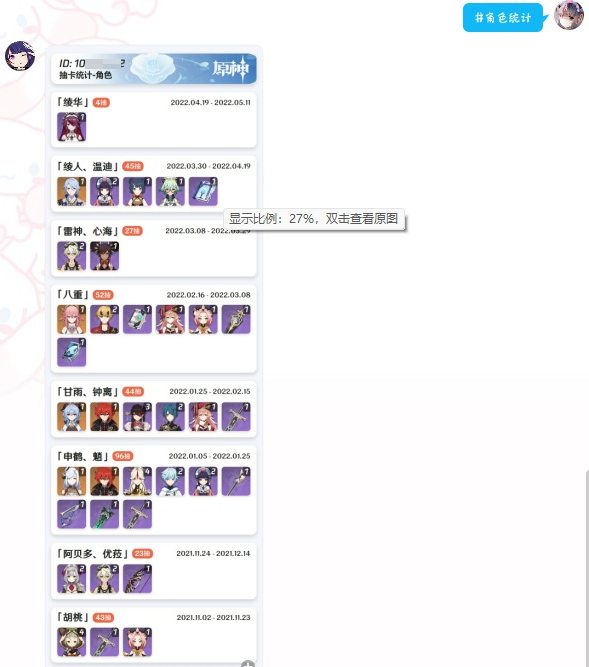 #角色统计
ID: 10 2
抽卡统计-角色
原神
「绫华」 4抽 2022.04.19 - 2022.05.11
1
「绫人、温迪」 45抽 2022.03.30 - 2022.04.19
1 2 1 1 1
显示比例：27%，双击查看原图
「雷神、心海」 27抽 2022.03.08 - 2022.03.29
2 1
「八重」 52抽 2022.02.16 - 2022.03.08
1 2 1 1 1 1
1
「甘雨、钟离」 44抽 2022.01.25 - 2022.02.15
1 1 3 2 1 1
「申鹤、魈」 96抽 2022.01.05 - 2022.01.25
1 1 4 2 2 1
1 1 1
「阿贝多、优菈」 23抽 2021.11.24 - 2021.12.14
2 2 1
「胡桃」 43抽 2021.11.02 - 2021.11.23
4 1 1